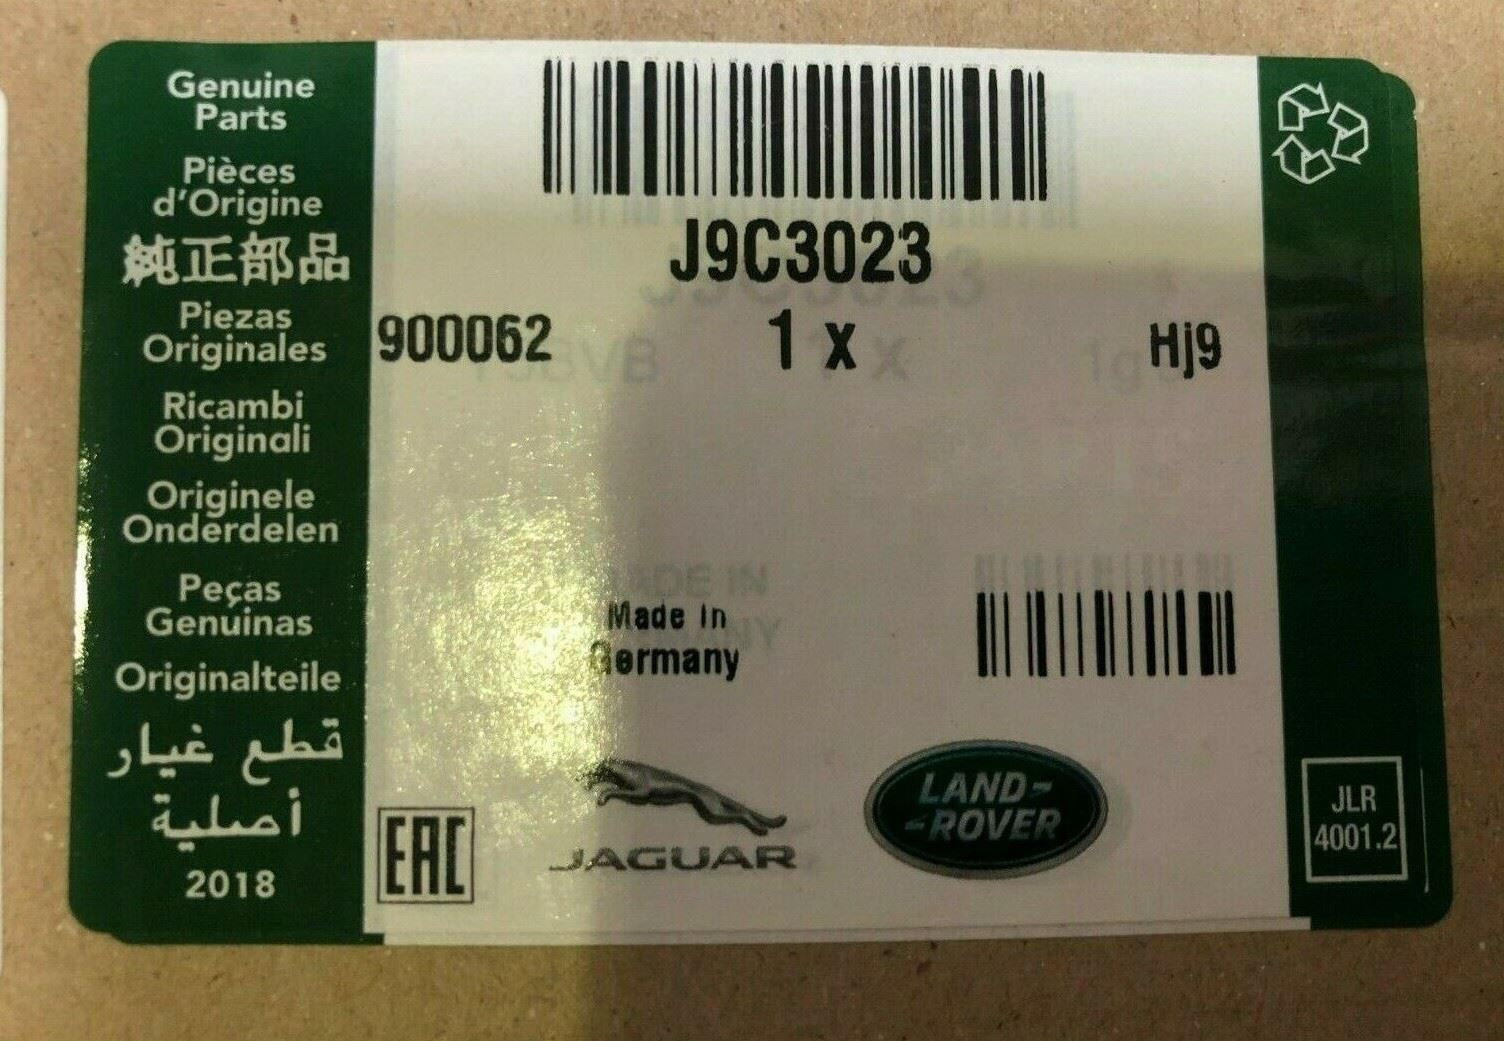 Genuine
Parts
Pièces
d'Origine
純正部品
Piezas
Originales
Ricambi
Originali
Originele
Onderdelen
Peças
Genuinas
Originalteile
قطع غيار
أصلية
2018
J9C3023
900062 1 x Hj9
Made In
Germany
EAC
JAGUAR
LAND-
-ROVER
JLR
4001.2